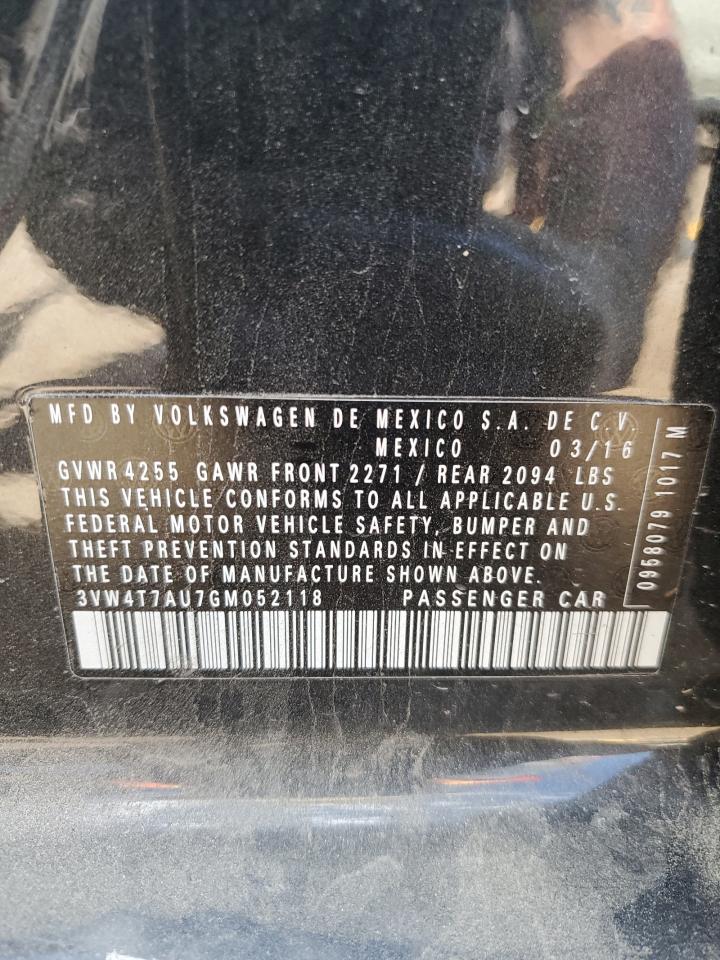 MFD BY VOLKSWAGEN DE MEXICO S.A. DE C.V.
MEXICO 03/16
GVWR 4255 GAWR FRONT 2271 / REAR 2094 LBS
THIS VEHICLE CONFORMS TO ALL APPLICABLE U.S.
FEDERAL MOTOR VEHICLE SAFETY, BUMPER AND
THEFT PREVENTION STANDARDS IN EFFECT ON
THE DATE OF MANUFACTURE SHOWN ABOVE.
3VW4T7AU7GM052118 PASSENGER CAR
0958079 1017 M